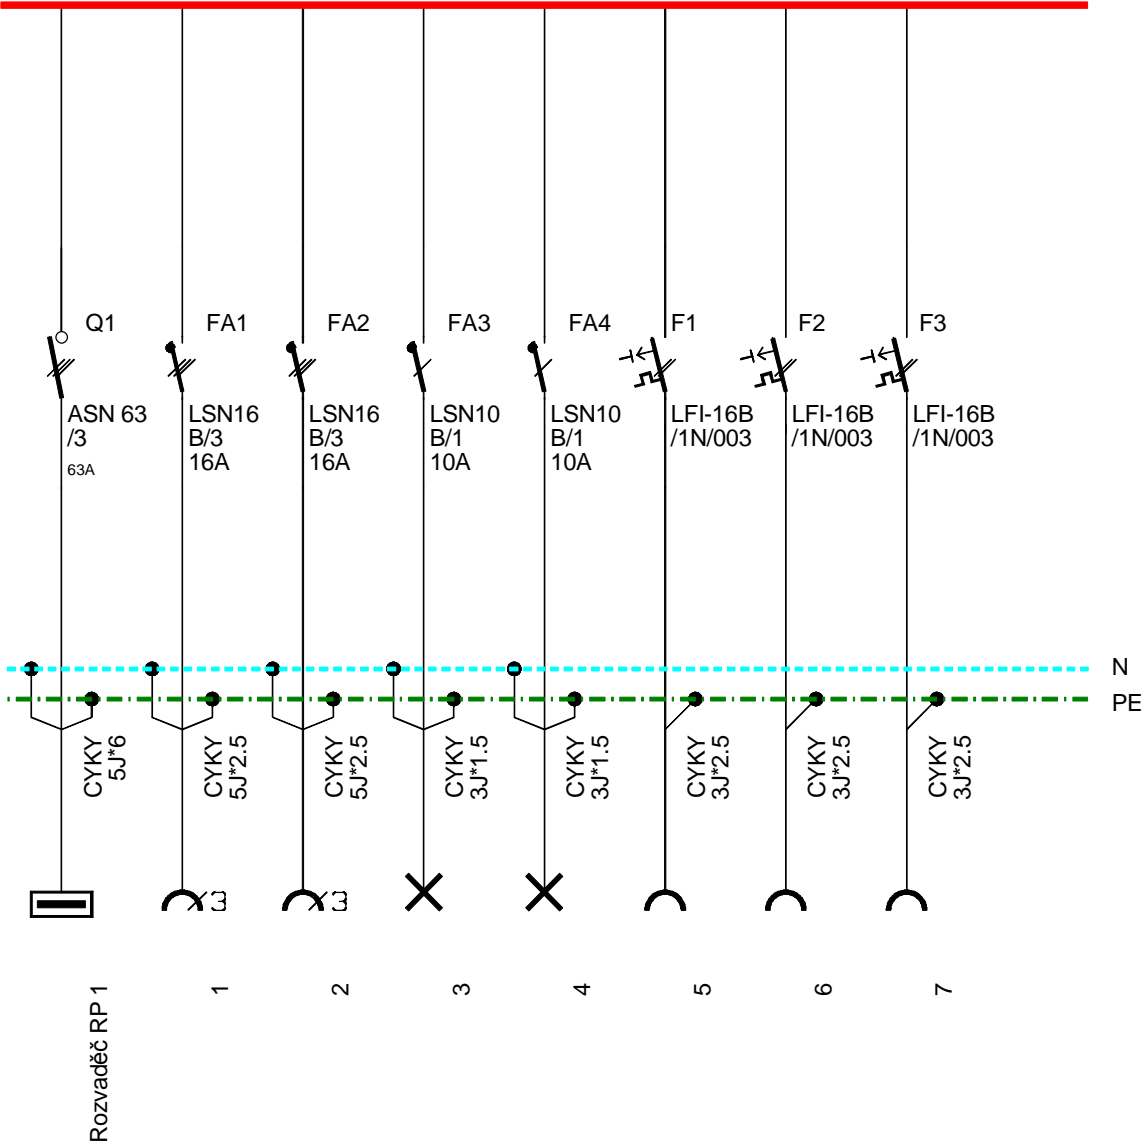 Q1
FA1
FA2
FA3
FA4
F1
F2
F3
ASN 63
/3
63A
LSN16
B/3
16A
LSN16
B/3
16A
LSN10
B/1
10A
LSN10
B/1
10A
LFI-16B
/1N/003
LFI-16B
/1N/003
LFI-16B
/1N/003
N
PE
CYKY
5J*6
CYKY
5J*2.5
CYKY
5J*2.5
CYKY
3J*1.5
CYKY
3J*1.5
CYKY
3J*2.5
CYKY
3J*2.5
CYKY
3J*2.5
3
3
Rozvaděč RP 1
1
2
3
4
5
6
7